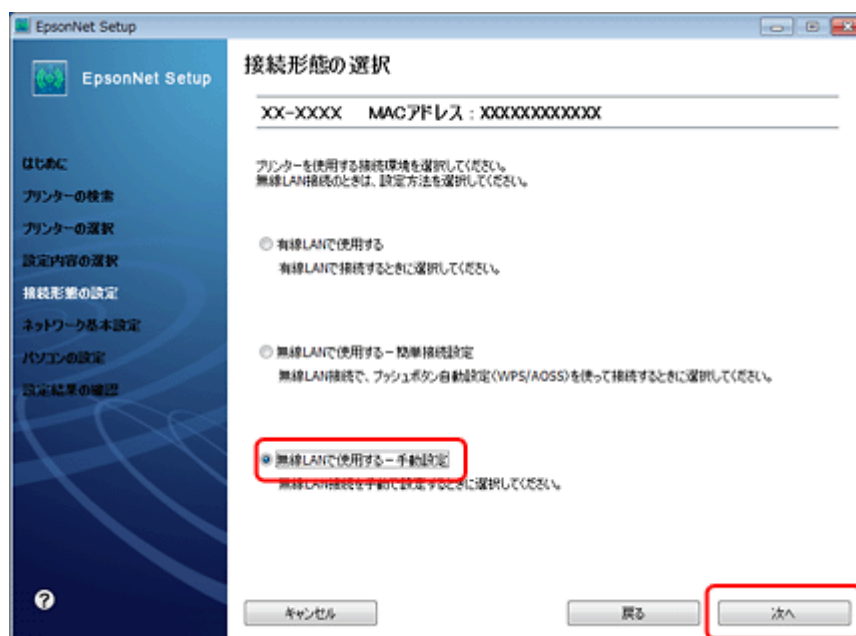 EpsonNet Setup
EpsonNet Setup
はじめに
プリンターの検索
プリンターの選択
設定内容の選択
接続形態の設定
ネットワーク基本設定
パソコンの設定
設定結果の確認
接続形態の選択
XX-XXXX MACアドレス：XXXXXXXXXXXX
プリンターを使用する接続環境を選択してください。
無線LAN接続のときは、設定方法を選択してください。
有線LANで使用する
有線LANで接続するときに選択してください。
無線LANで使用する－簡単接続設定
無線LAN接続で、プッシュボタン自動設定(WPS/AOSS)を使って接続するときに選択してください。
無線LANで使用する－手動設定
無線LAN接続を手動で設定するときに選択してください。
?
キャンセル
戻る
次へ